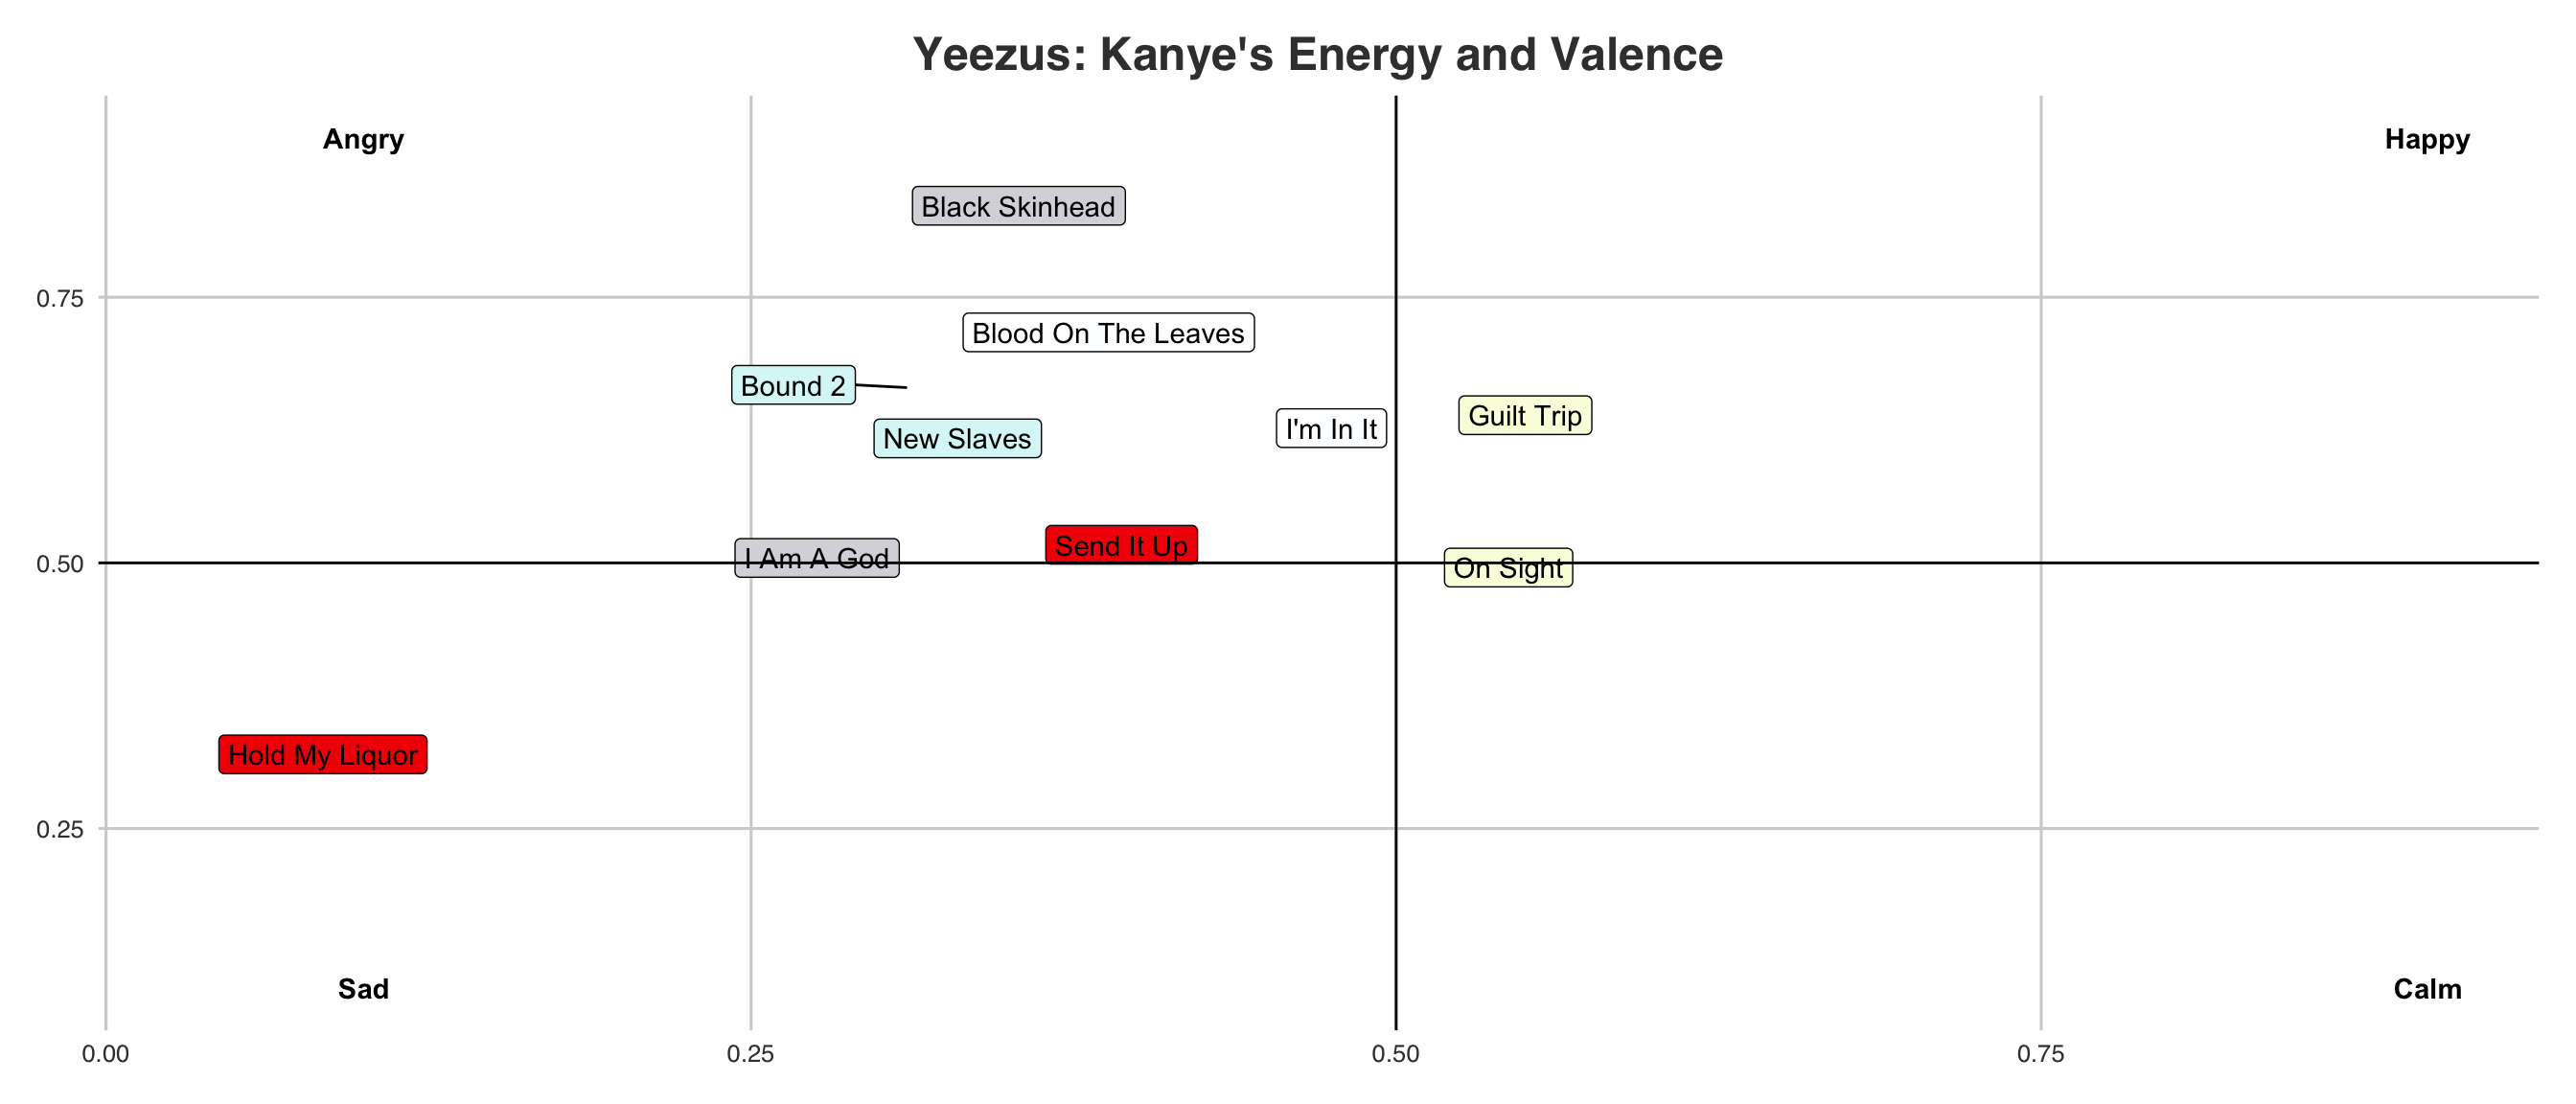 Yeezus: Kanye's Energy and Valence
Angry
Happy
Black Skinhead
0.75
Blood On The Leaves
Bound 2
Guilt Trip
I'm In It
New Slaves
Send It Up
I Am A God
0.50
On Sight
Hold My Liquor
0.25
Sad
Calm
0.00
0.25
0.50
0.75